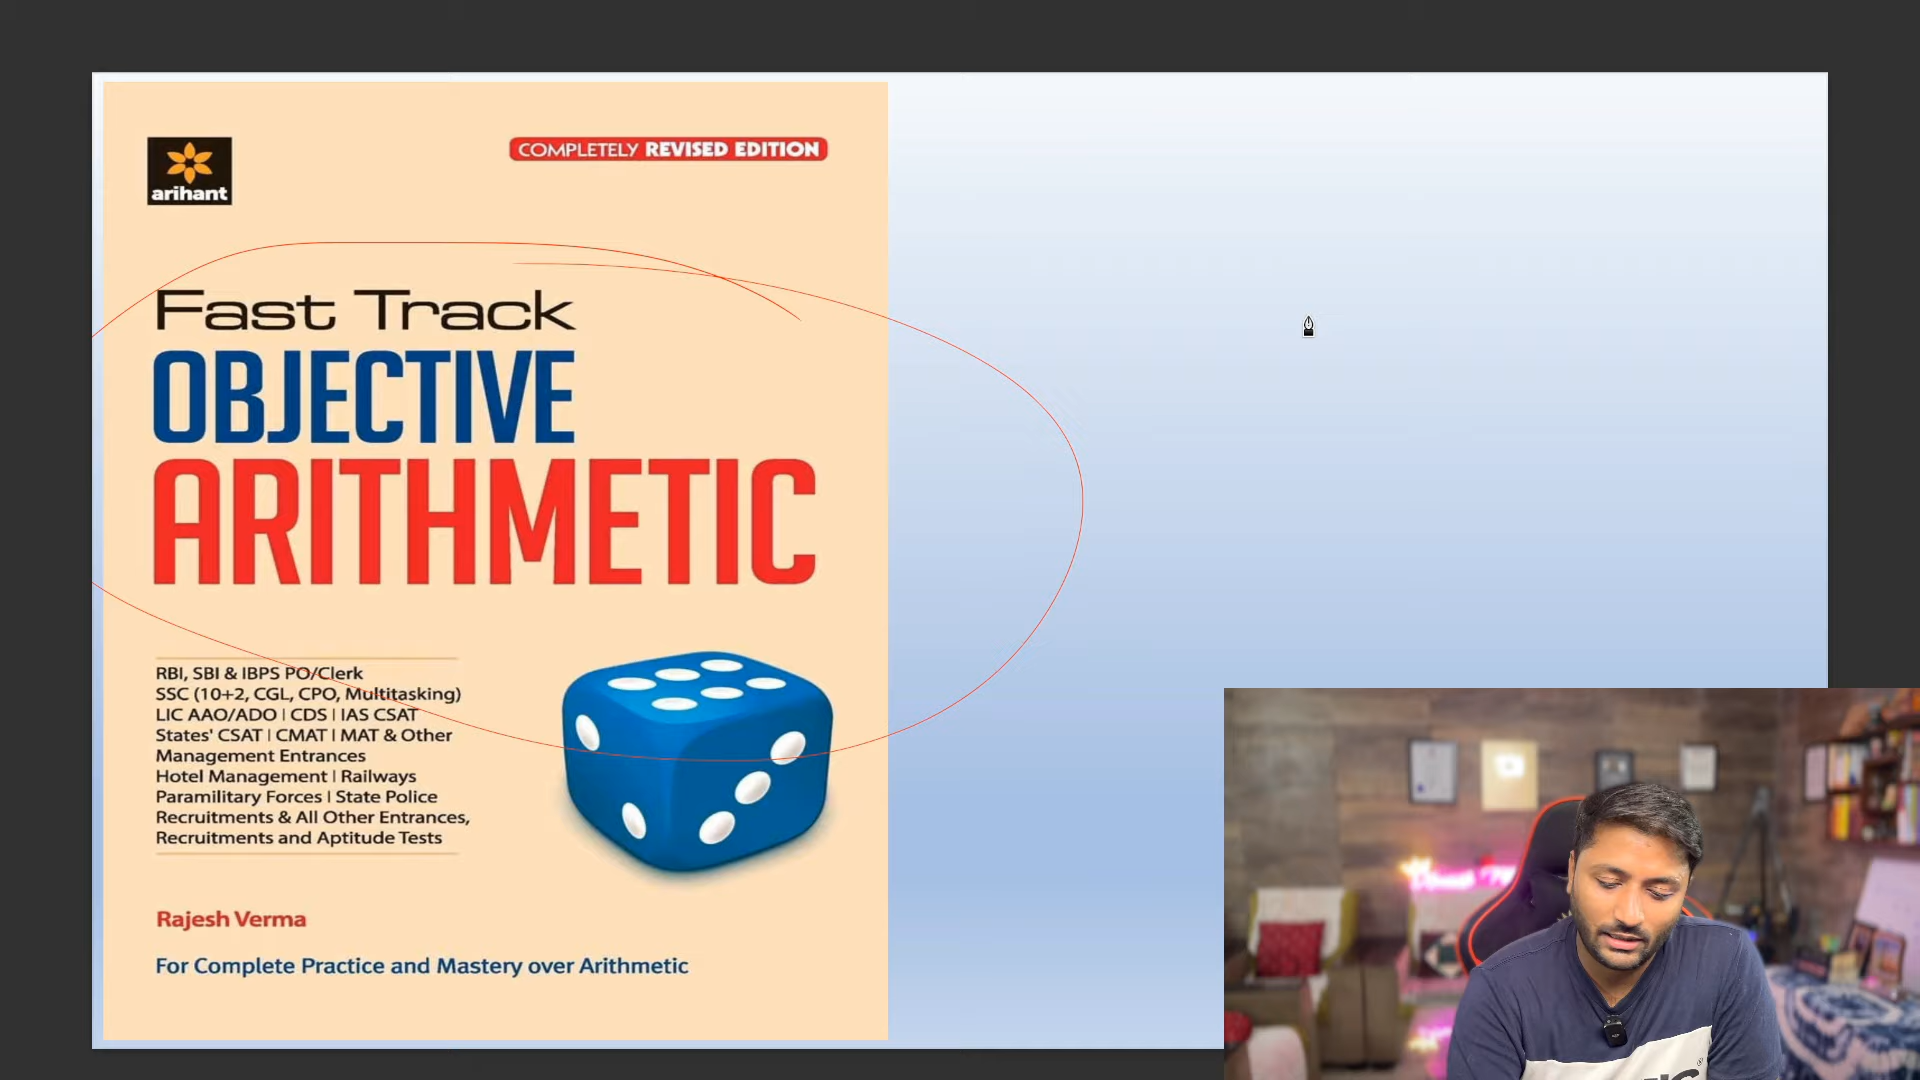 arihant
COMPLETELY REVISED EDITION
Fast Track
OBJECTIVE
ARITHMETIC
RBI, SBI & IBPS PO/Clerk
SSC (10+2, CGL, CPO, Multitasking)
LIC AAO/ADO | CDS | IAS CSAT
States' CSAT | CMAT | MAT & Other
Management Entrances
Hotel Management | Railways
Paramilitary Forces | State Police
Recruitments & All Other Entrances,
Recruitments and Aptitude Tests
Rajesh Verma
For Complete Practice and Mastery over Arithmetic